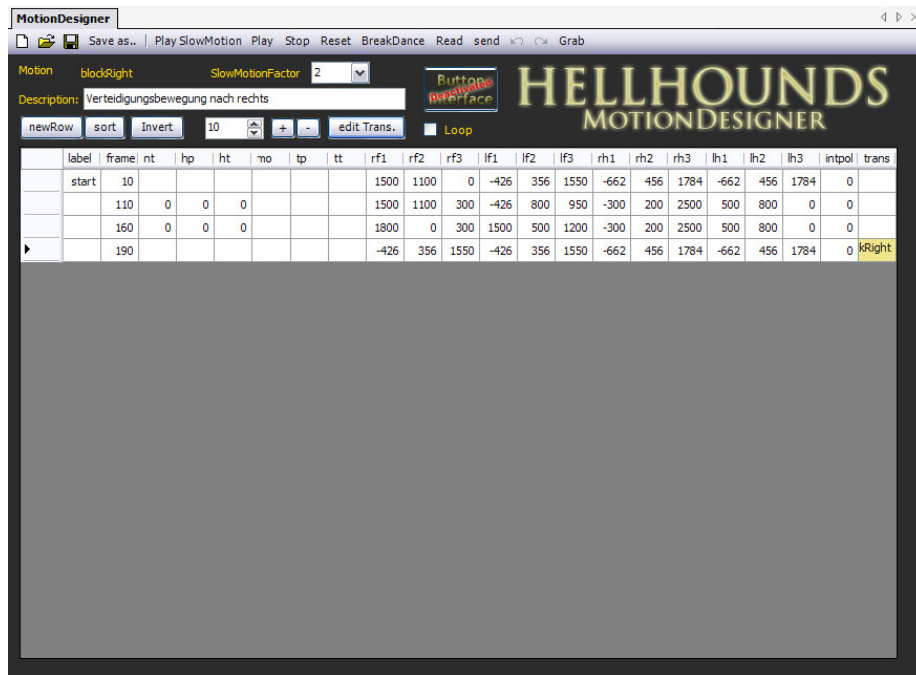 MotionDesigner
Save as.. Play SlowMotion Play Stop Reset BreakDance Read send Grab
Motion blockRight SlowMotionFactor 2
Description: Verteidigungsbewegung nach rechts
Buttons
Deactivated
Interface
HELLHOUNDS
MOTIONDESIGNER
newRow sort Invert 10 + - edit Trans. Loop
label frame nt hp ht mo tp tt rf1 rf2 rf3 lf1 lf2 lf3 rh1 rh2 rh3 lh1 lh2 lh3 intpol trans
start 10 1500 1100 0 -426 356 1550 -662 456 1784 -662 456 1784 0
110 0 0 0 1500 1100 300 -426 800 950 -300 200 2500 500 800 0 0
160 0 0 0 1800 0 300 1500 500 1200 -300 200 2500 500 800 0 0
190 -426 356 1550 -426 356 1550 -662 456 1784 -662 456 1784 0 kRight